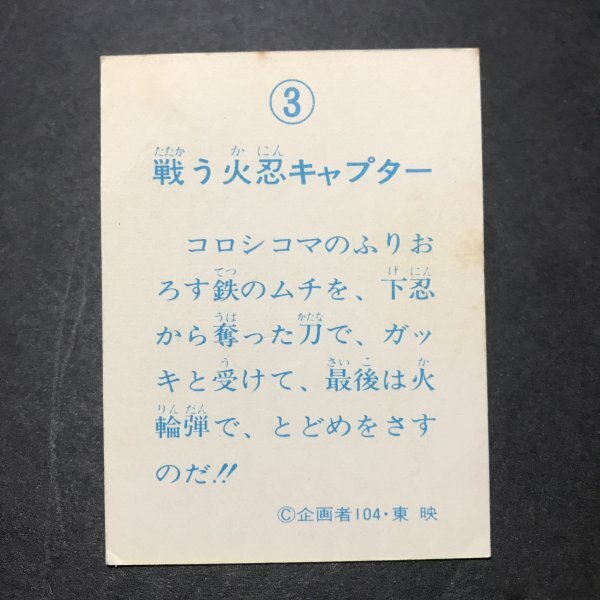 ③
戦う火忍キャプター
コロシコマのふりお
ろす鉄のムチを、下忍
から奪った刀で、ガッ
キと受けて、最後は火
輪弾で、とどめをさす
のだ!!
©企画者104・東映